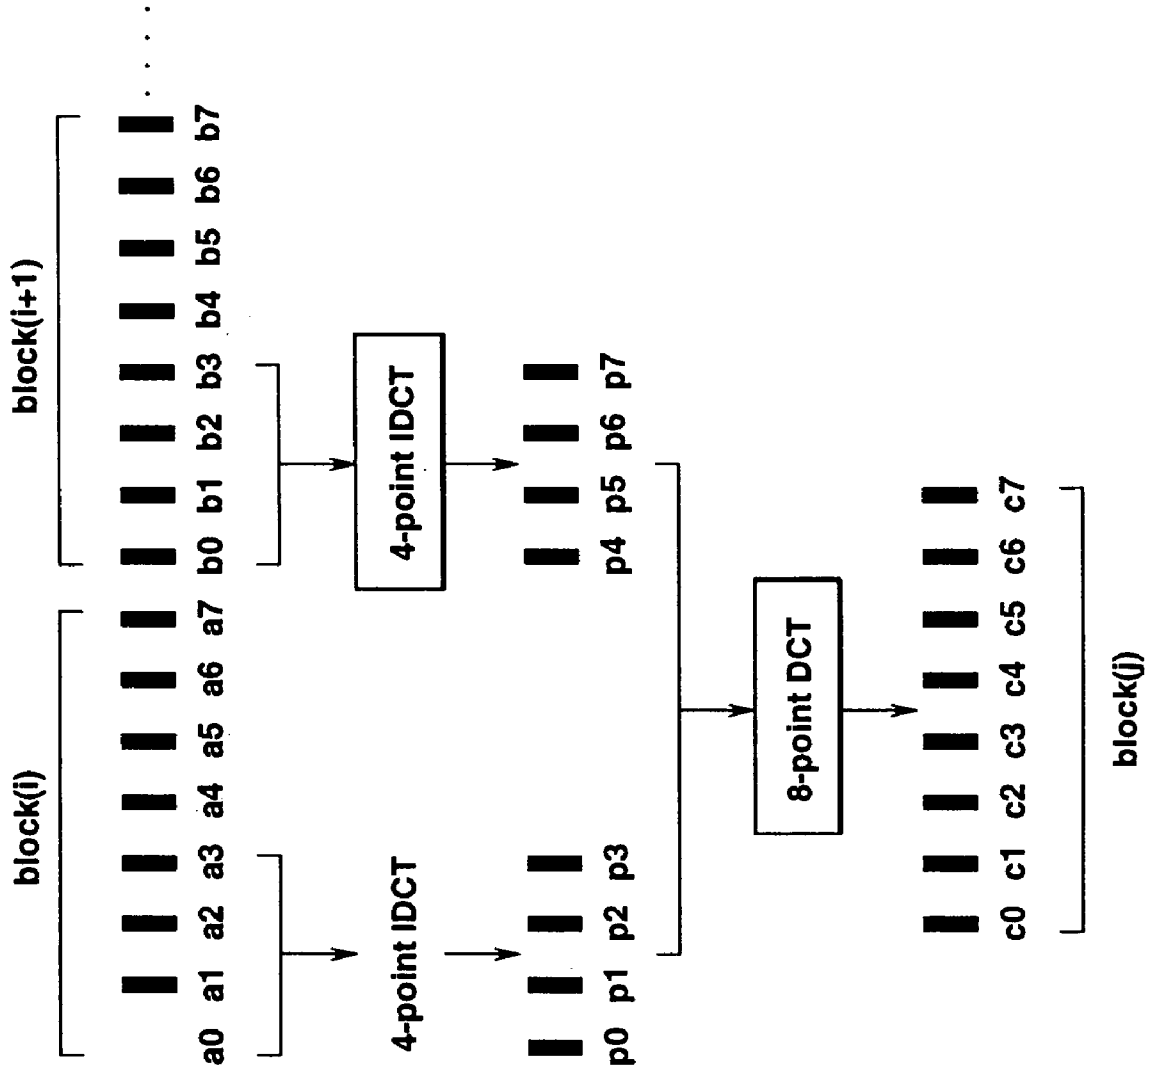 block(i) block(i+1)
a0 a1 a2 a3 a4 a5 a6 a7 b0 b1 b2 b3 b4 b5 b6 b7
4-point IDCT 4-point IDCT
p0 p1 p2 p3 p4 p5 p6 p7
8-point DCT
c0 c1 c2 c3 c4 c5 c6 c7
block(j)